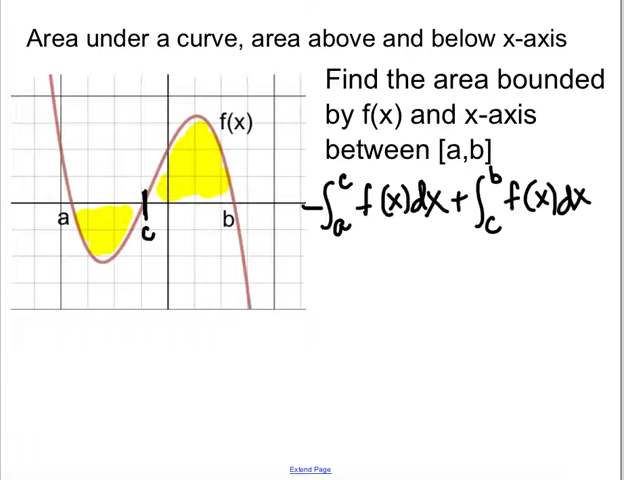 Area under a curve, area above and below x-axis
Find the area bounded
by f(x) and x-axis
between [a,b]
f(x)
a
b
c
-∫_a^c f(x)dx + ∫_c^b f(x)dx
Extend Page